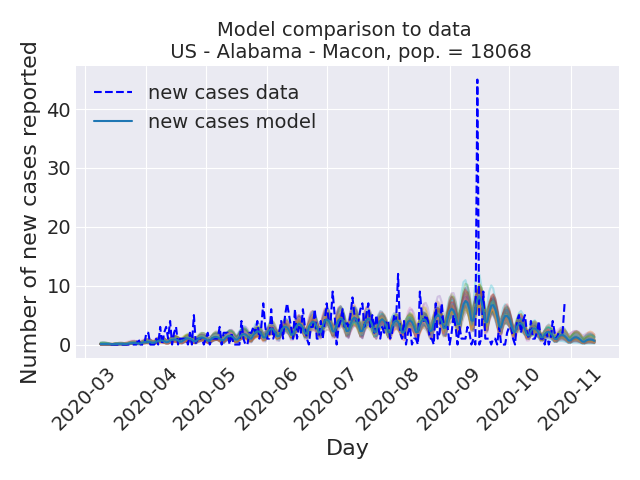 Model comparison to data
US - Alabama - Macon, pop. = 18068
new cases data
new cases model
Number of new cases reported
40
30
20
10
0
2020-03
2020-04
2020-05
2020-06
2020-07
2020-08
2020-09
2020-10
2020-11
Day